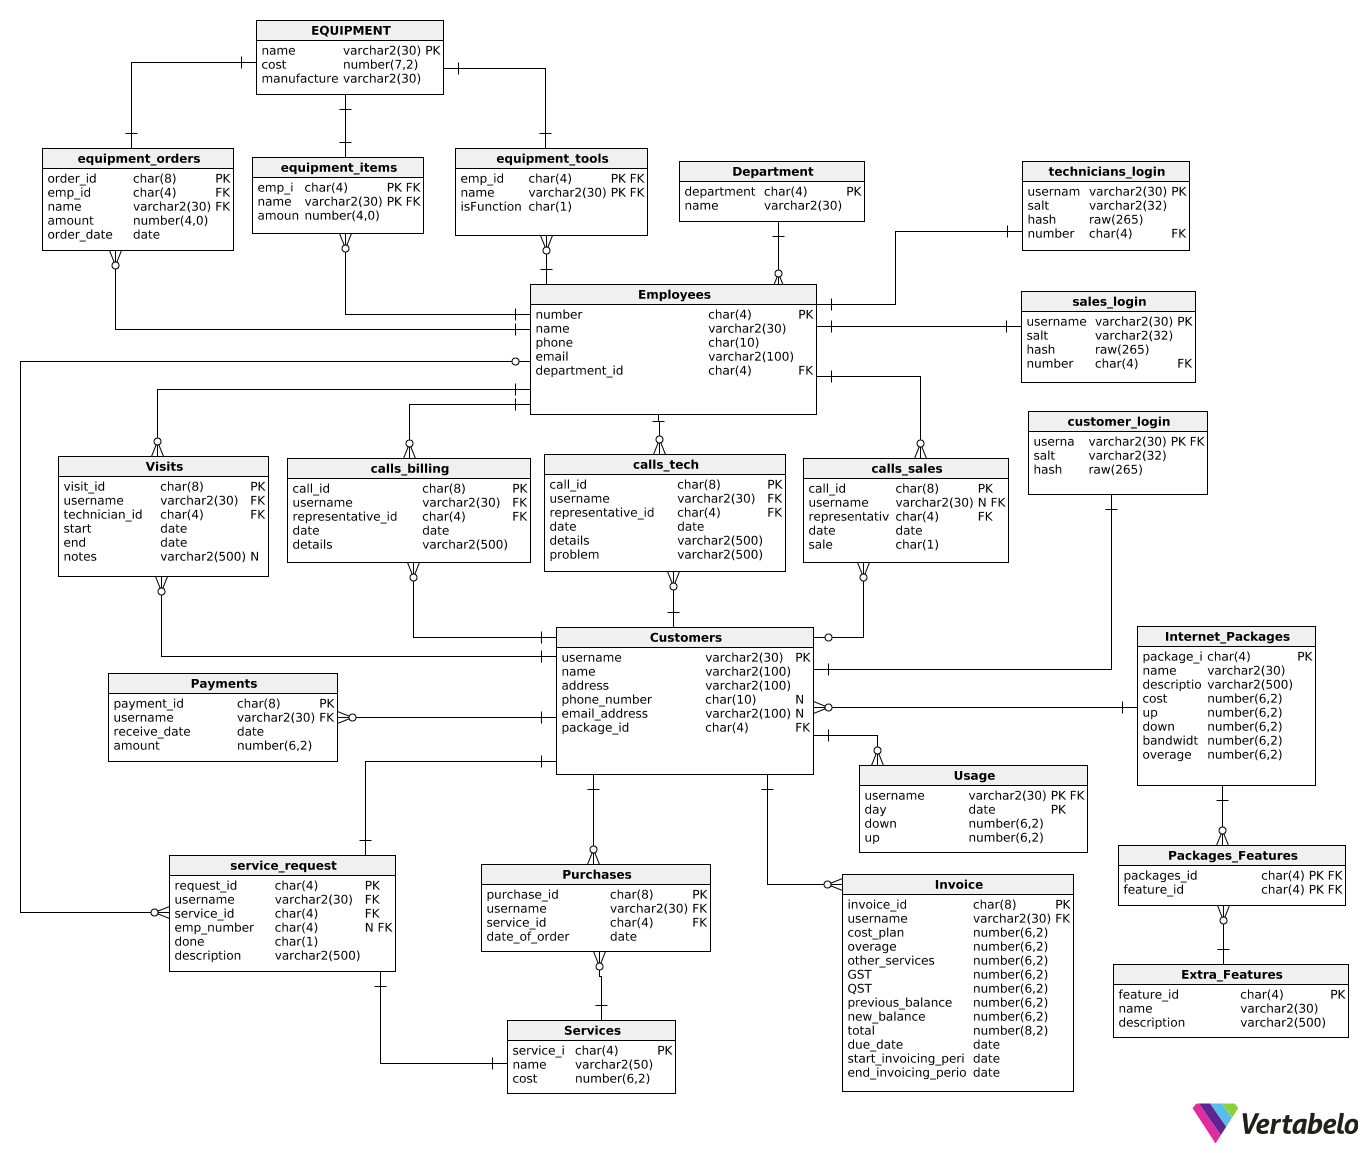 EQUIPMENT
name varchar2(30) PK
cost number(7,2)
manufacture varchar2(30)
equipment_orders
order_id char(8) PK
emp_id char(4) FK
name varchar2(30) FK
amount number(4,0)
order_date date
equipment_items
emp_i char(4) PK FK
name varchar2(30) PK FK
amoun number(4,0)
equipment_tools
emp_id char(4) PK FK
name varchar2(30) PK FK
isFunction char(1)
Department
department char(4) PK
name varchar2(30)
technicians_login
usernam varchar2(30) PK
salt varchar2(32)
hash raw(265)
number char(4) FK
Employees
number char(4) PK
name varchar2(30)
phone char(10)
email varchar2(100)
department_id char(4) FK
sales_login
username varchar2(30) PK
salt varchar2(32)
hash raw(265)
number char(4) FK
customer_login
userna varchar2(30) PK FK
salt varchar2(32)
hash raw(265)
Visits
visit_id char(8) PK
username varchar2(30) FK
technician_id char(4) FK
start date
end date
notes varchar2(500) N
calls_billing
call_id char(8) PK
username varchar2(30) FK
representative_id char(4) FK
date date
details varchar2(500)
calls_tech
call_id char(8) PK
username varchar2(30) FK
representative_id char(4) FK
date date
details varchar2(500)
problem varchar2(500)
calls_sales
call_id char(8) PK
username varchar2(30) N FK
representativ char(4) FK
date date
sale char(1)
Customers
username varchar2(30) PK
name varchar2(100)
address varchar2(100)
phone_number char(10) N
email_address varchar2(100) N
package_id char(4) FK
Internet_Packages
package_i char(4) PK
name varchar2(30)
descriptio varchar2(500)
cost number(6,2)
up number(6,2)
down number(6,2)
bandwidt number(6,2)
overage number(6,2)
Payments
payment_id char(8) PK
username varchar2(30) FK
receive_date date
amount number(6,2)
Usage
username varchar2(30) PK FK
day date PK
down number(6,2)
up number(6,2)
service_request
request_id char(4) PK
username varchar2(30) FK
service_id char(4) FK
emp_number char(4) N FK
done char(1)
description varchar2(500)
Purchases
purchase_id char(8) PK
username varchar2(30) FK
service_id char(4) FK
date_of_order date
Invoice
invoice_id char(8) PK
username varchar2(30) FK
cost_plan number(6,2)
overage number(6,2)
other_services number(6,2)
GST number(6,2)
QST number(6,2)
previous_balance number(6,2)
new_balance number(6,2)
total number(8,2)
due_date date
start_invoicing_peri date
end_invoicing_perio date
Packages_Features
packages_id char(4) PK FK
feature_id char(4) PK FK
Extra_Features
feature_id char(4) PK
name varchar2(30)
description varchar2(500)
Services
service_i char(4) PK
name varchar2(50)
cost number(6,2)
Vertabelo